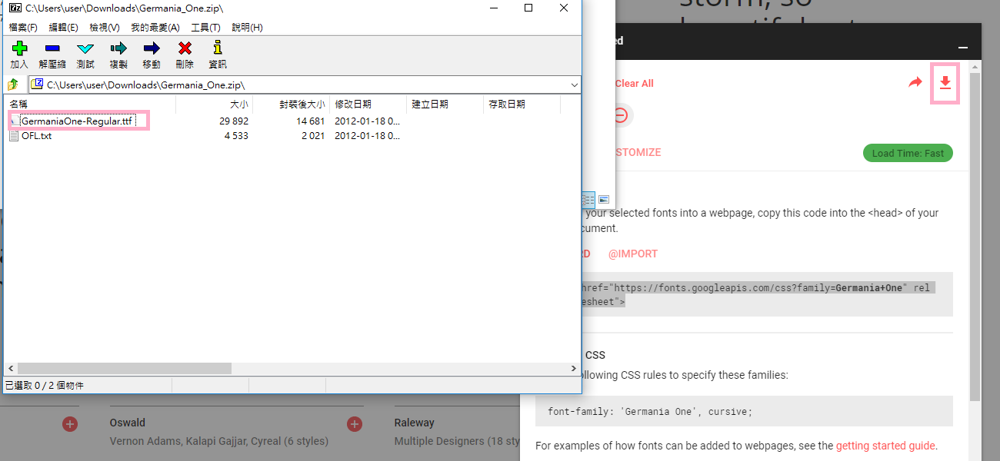 C:\Users\user\Downloads\Germania_One.zip\
檔案(F) 編輯(E) 檢視(V) 我的最愛(A) 工具(T) 說明(H)
加入 解壓縮 測試 複製 移動 刪除 資訊
C:\Users\user\Downloads\Germania_One.zip\
名稱 大小 封裝後大小 修改日期 建立日期 存取日期
GermaniaOne-Regular.ttf 29 892 14 681 2012-01-18 0...
OFL.txt 4 533 2 021 2012-01-18 0...
已選取 0 / 2 個物件
storm, so
ed
Clear All
STOMIZE
Load Time: Fast
your selected fonts into a webpage, copy this code into the <head> of your
cument.
RD @IMPORT
href="https://fonts.googleapis.com/css?family=Germania+One" rel
esheet">
CSS
ollowing CSS rules to specify these families:
font-family: 'Germania One', cursive;
For examples of how fonts can be added to webpages, see the getting started guide.
Oswald
Vernon Adams, Kalapi Gajjar, Cyreal (6 styles)
Raleway
Multiple Designers (18 sty